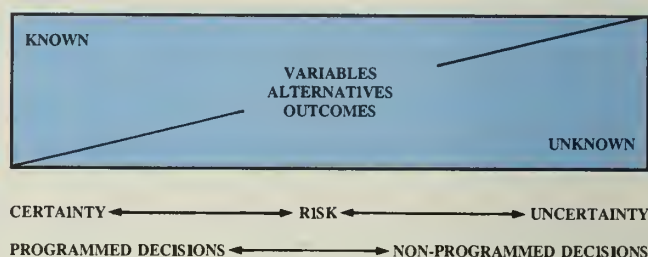 KNOWN
VARIABLES
ALTERNATIVES
OUTCOMES
UNKNOWN
CERTAINTY RISK UNCERTAINTY
PROGRAMMED DECISIONS NON-PROGRAMMED DECISIONS